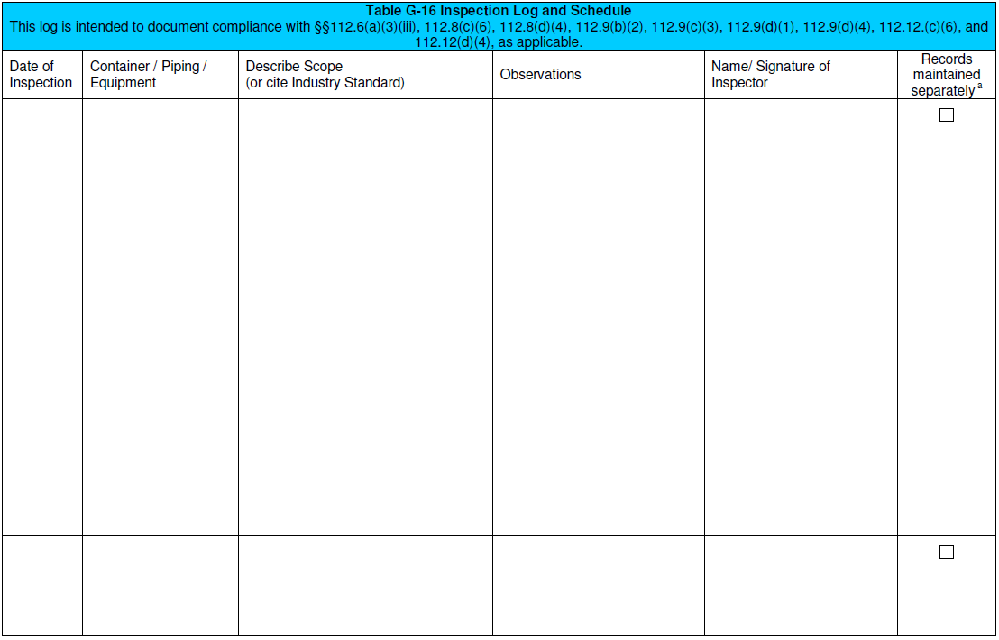 Table G-16 Inspection Log and Schedule
This log is intended to document compliance with §§112.6(a)(3)(iii), 112.8(c)(6), 112.8(d)(4), 112.9(b)(2), 112.9(c)(3), 112.9(d)(1), 112.9(d)(4), 112.12.(c)(6), and
112.12(d)(4), as applicable.
Date of
Inspection
Container / Piping /
Equipment
Describe Scope
(or cite Industry Standard)
Observations
Name/ Signature of
Inspector
Records
maintained
separately a